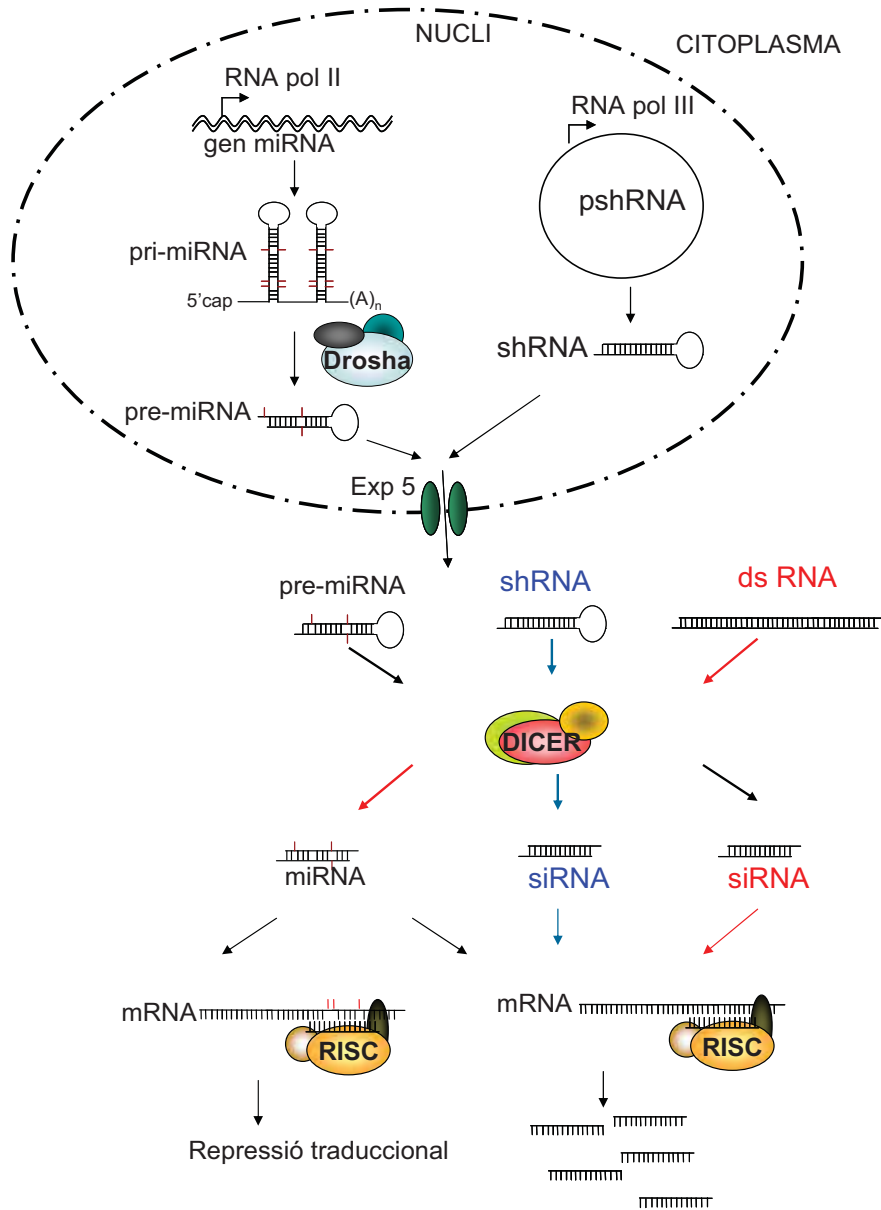 NUCLI
CITOPLASMA
RNA pol II
gen miRNA
RNA pol III
pshRNA
pri-miRNA
5’cap
(A)n
Drosha
shRNA
pre-miRNA
Exp 5
pre-miRNA
shRNA
ds RNA
DICER
miRNA
siRNA
siRNA
mRNA
RISC
mRNA
RISC
Repressió traduccional